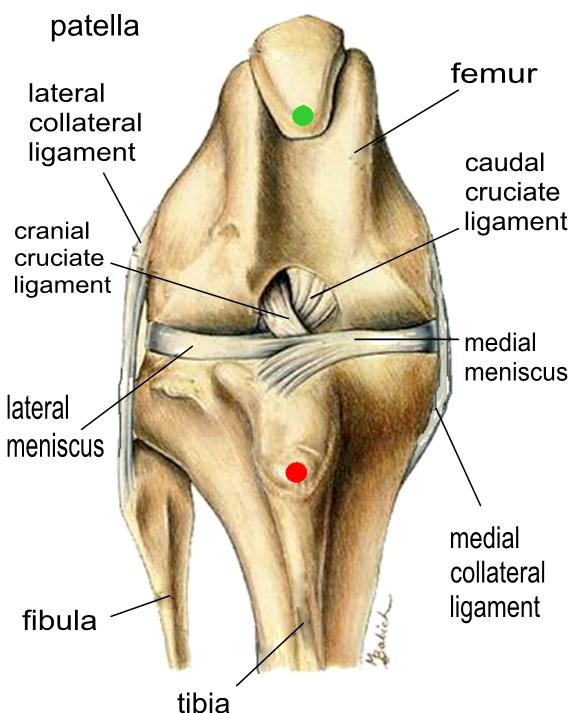 patella
femur
lateral
collateral
ligament
caudal
cruciate
ligament
cranial
cruciate
ligament
medial
meniscus
lateral
meniscus
medial
collateral
ligament
fibula
tibia